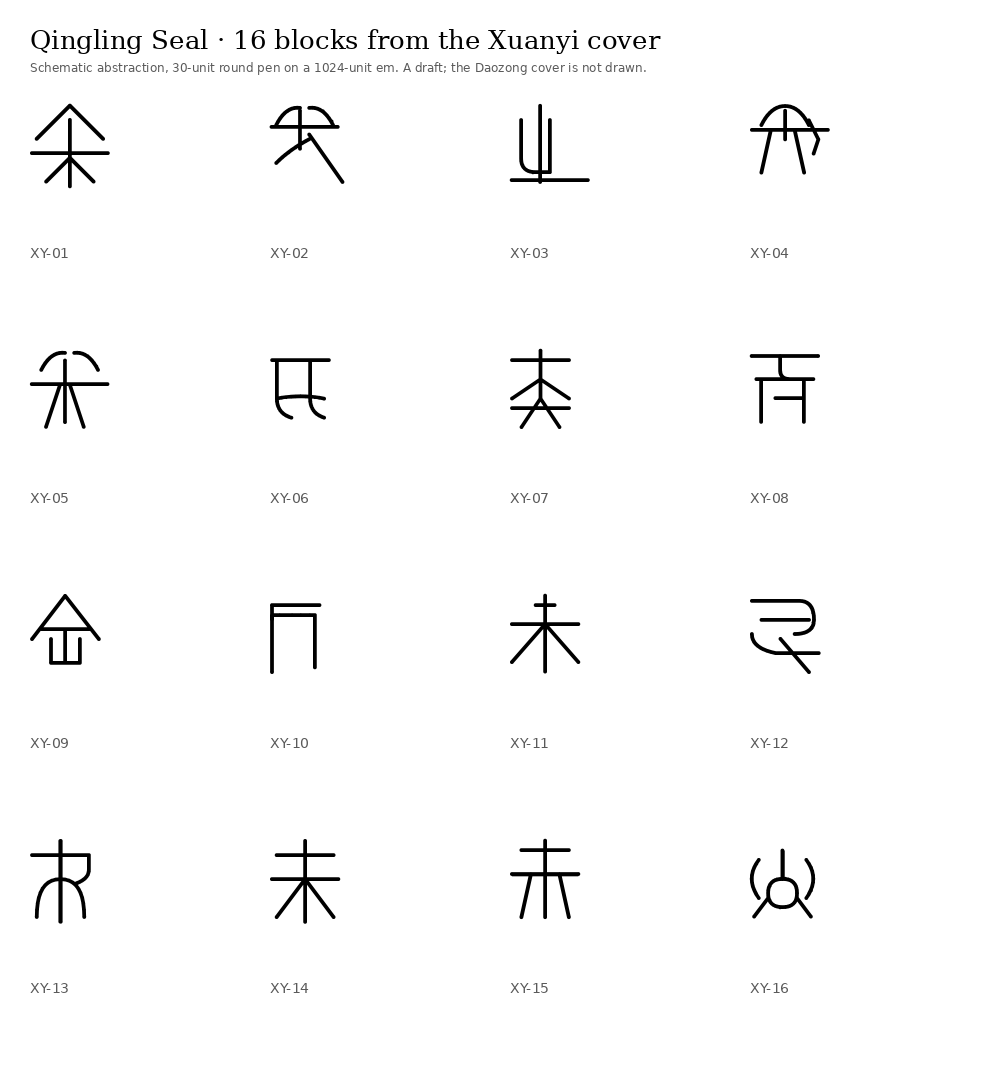 Qingling Seal · 16 blocks from the Xuanyi cover
Schematic abstraction, 30-unit round pen on a 1024-unit em. A draft; the Daozong cover is not drawn.
XY-01 XY-02 XY-03 XY-04
XY-05 XY-06 XY-07 XY-08
XY-09 XY-10 XY-11 XY-12
XY-13 XY-14 XY-15 XY-16